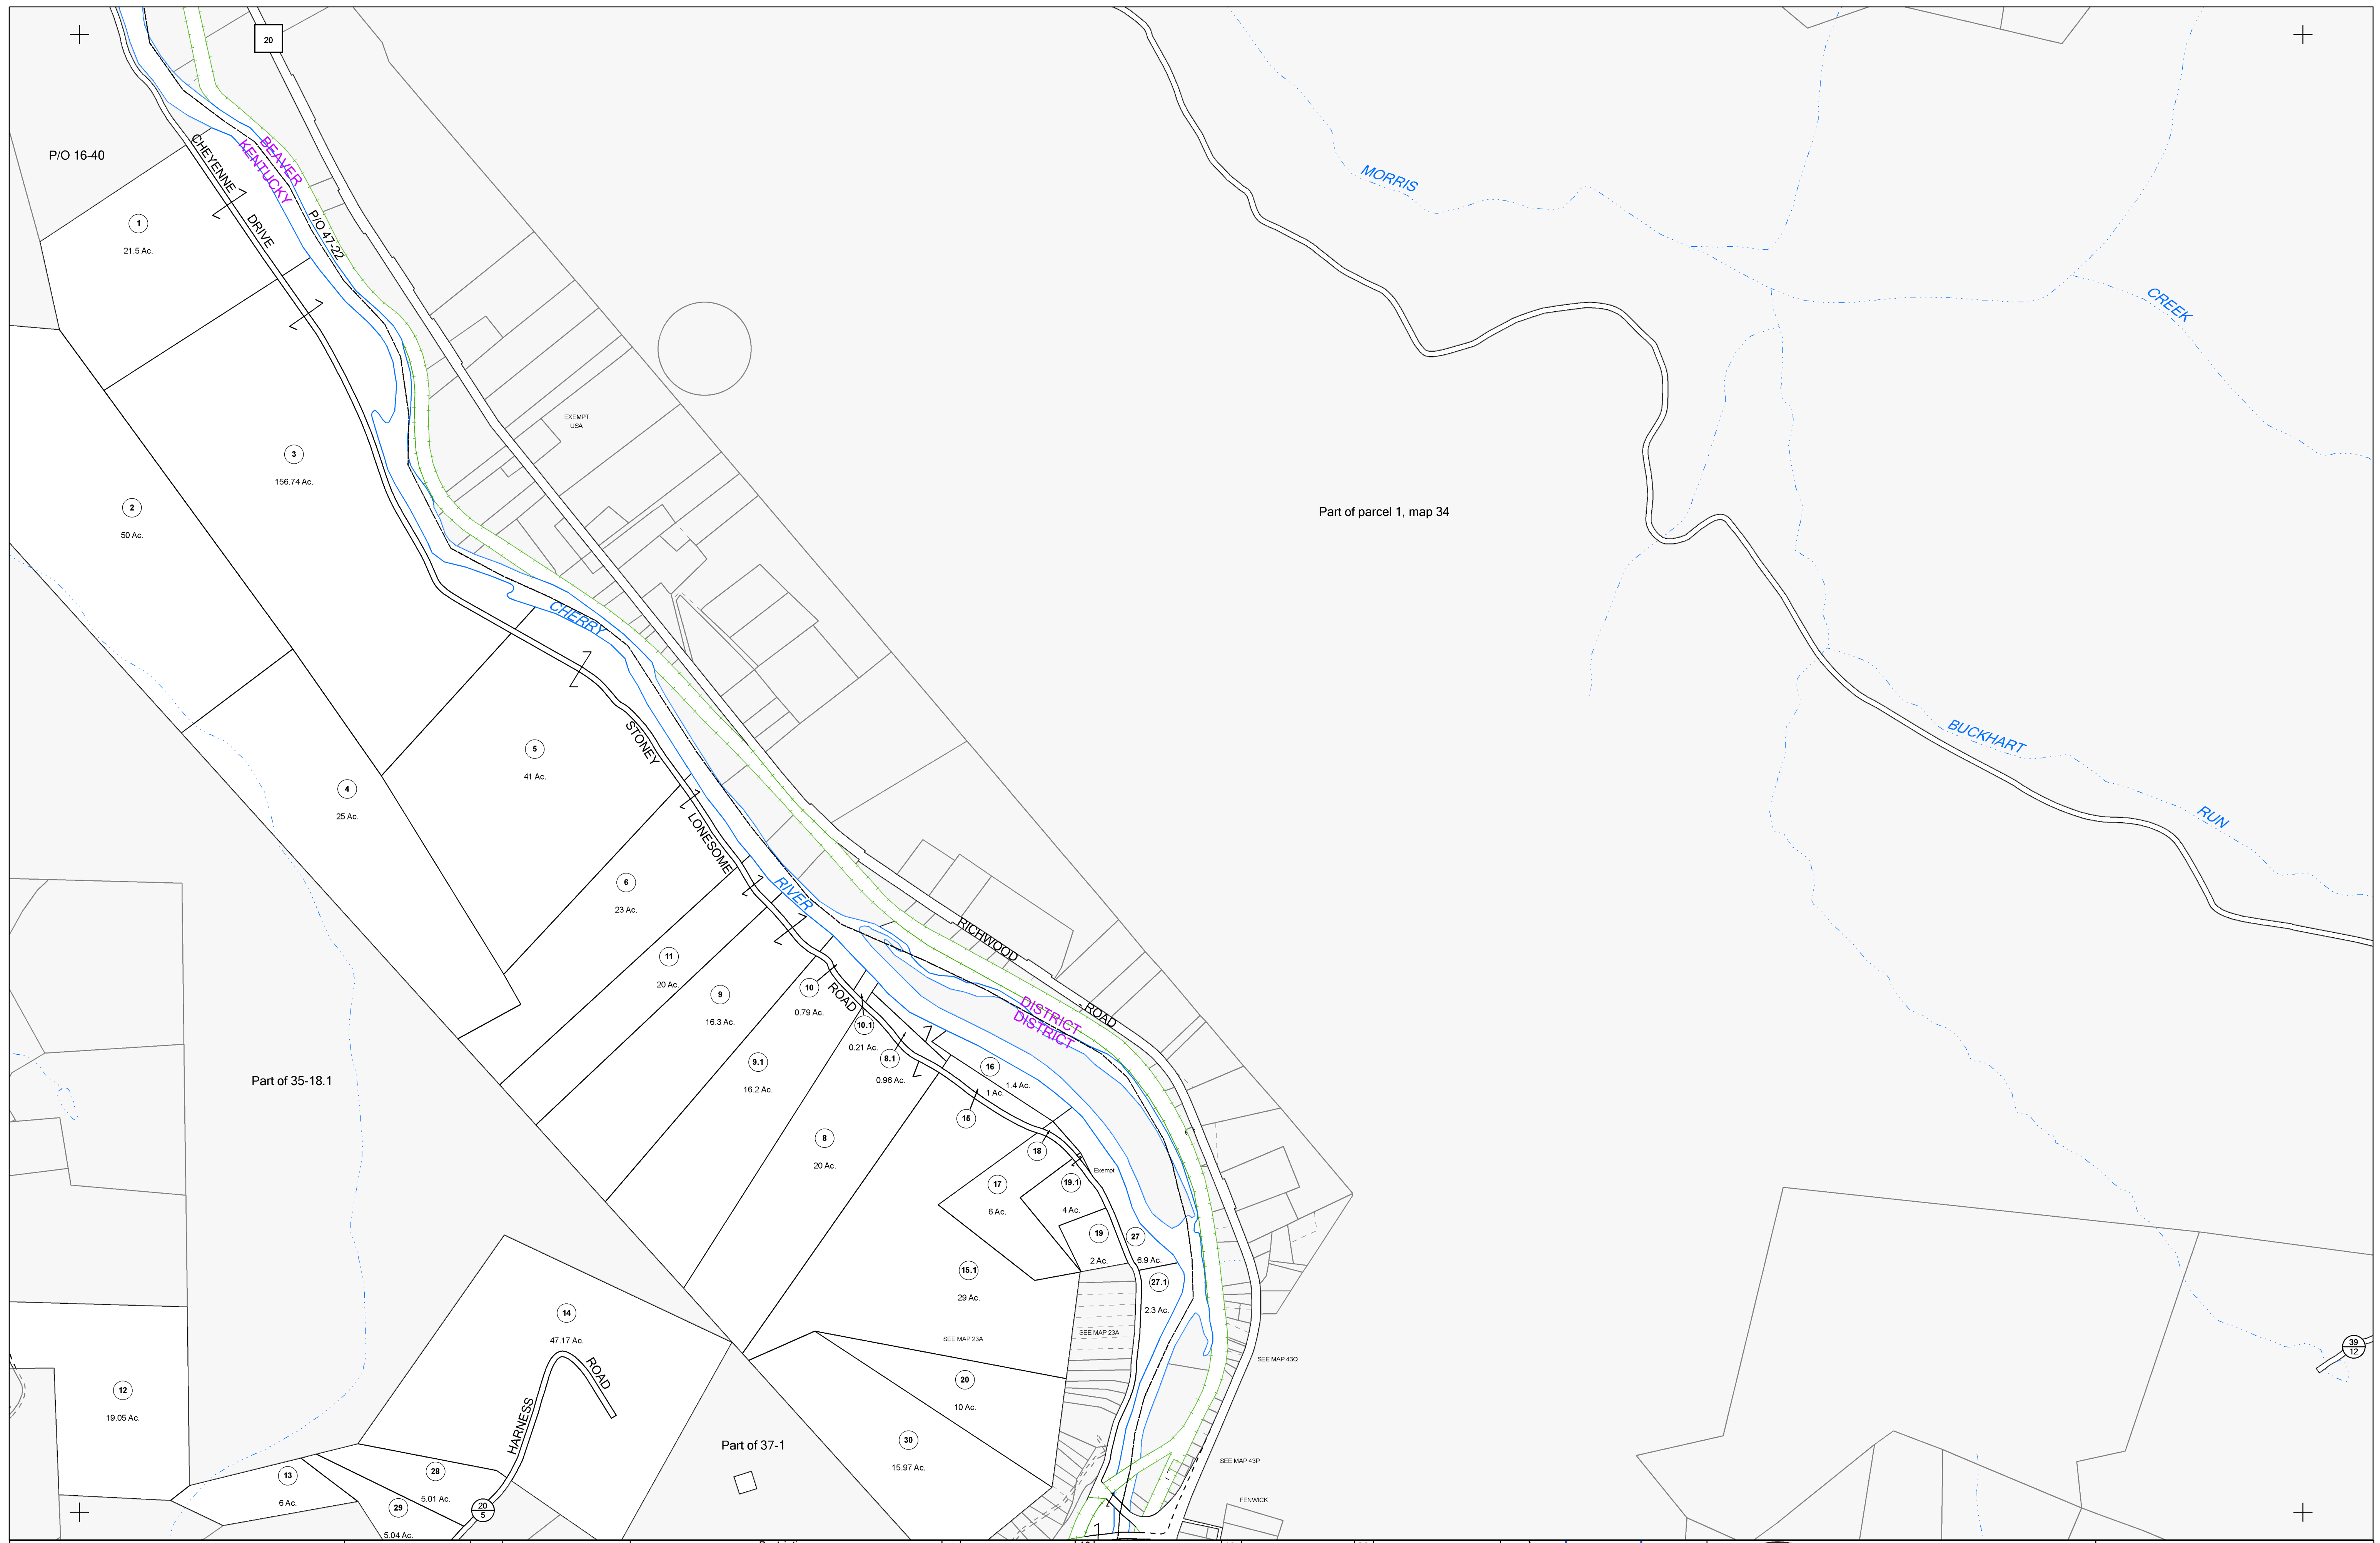 20
P/O 16-40
CHEYENNE
DRIVE
BEAVER
KENTUCKY
P/O 47-22
MORRIS
CREEK
1
21.5 Ac.
EXEMPT
USA
3
156.74 Ac.
2
50 Ac.
Part of parcel 1, map 34
CHERRY
STONEY
5
41 Ac.
4
25 Ac.
BUCKHART
RUN
LONESOME
RIVER
6
23 Ac.
RICHWOOD
ROAD
11
20 Ac.
9
16.3 Ac.
10
0.79 Ac.
ROAD
10.1
0.21 Ac.
DISTRICT
DISTRICT
8.1
0.96 Ac.
9.1
16.2 Ac.
16
1.4 Ac.
1 Ac.
15
Part of 35-18.1
8
20 Ac.
18
Exempt
17
6 Ac.
19.1
4 Ac.
19
2 Ac.
27
6.9 Ac.
27.1
2.3 Ac.
15.1
29 Ac.
SEE MAP 23A
SEE MAP 23A
SEE MAP 43Q
14
47.17 Ac.
HARNESS
ROAD
39
12
12
19.05 Ac.
20
10 Ac.
30
15.97 Ac.
Part of 37-1
SEE MAP 43P
13
6 Ac.
28
5.01 Ac.
29
5.04 Ac.
20
5
FENWICK